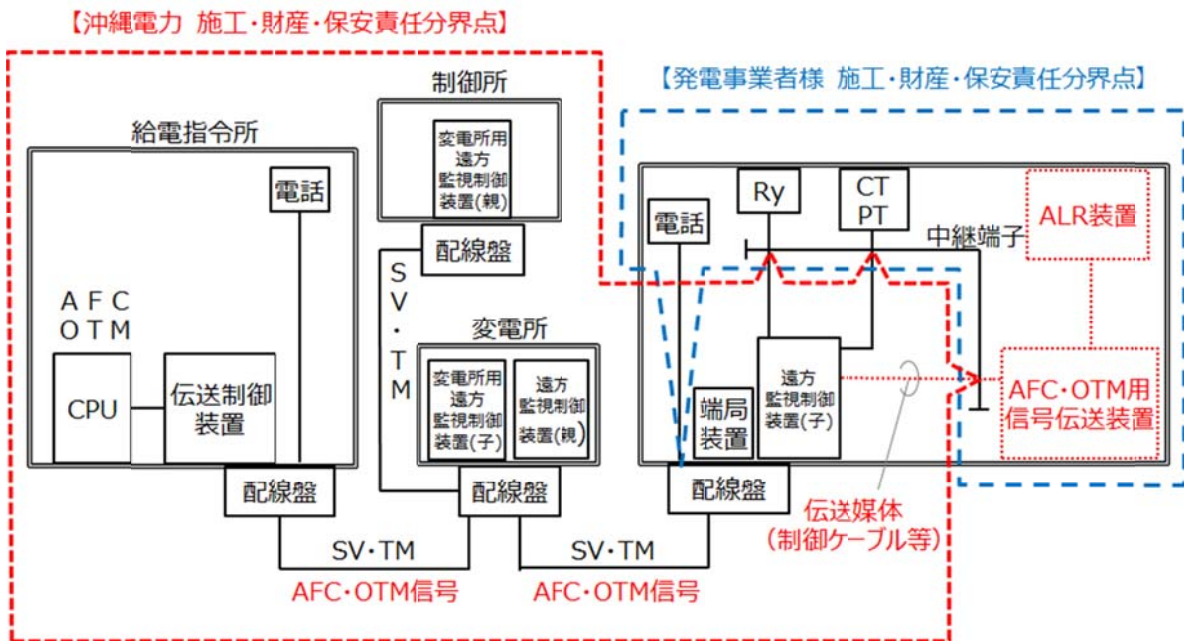 【沖縄電力 施工・財産・保安責任分界点】
【発電事業者様 施工・財産・保安責任分界点】
制御所
変電所用
遠方
監視制御
装置(親)
配線盤
給電指令所
電話
AFC
OTM
CPU
伝送制御
装置
配線盤
SV・TM
変電所
変電所用
遠方
監視制御
装置(子)
遠方
監視制御
装置(親)
配線盤
SV・TM
AFC・OTM信号
SV・TM
AFC・OTM信号
電話
Ry
CT
PT
中継端子
ALR装置
端局
装置
遠方
監視制御
装置(子)
AFC・OTM用
信号伝送装置
配線盤
伝送媒体
(制御ケーブル等)